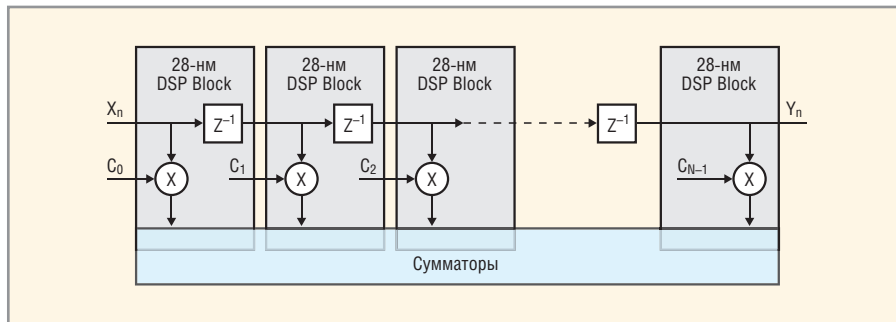 28-нм
DSP Block
28-нм
DSP Block
28-нм
DSP Block
28-нм
DSP Block
Xₙ
Z⁻¹
Z⁻¹
Z⁻¹
Yₙ
C₀
X
C₁
X
C₂
X
C_N–1
X
Сумматоры